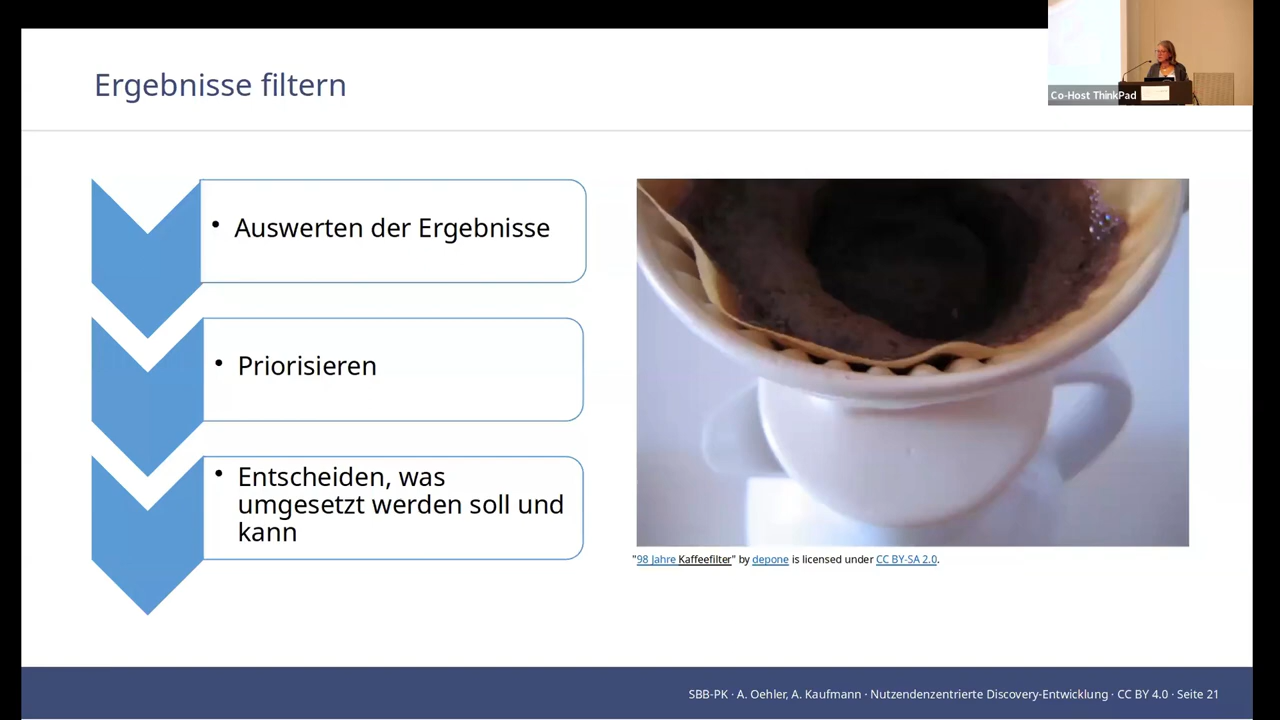 Ergebnisse filtern
Co-Host ThinkPad
• Auswerten der Ergebnisse
• Priorisieren
• Entscheiden, was
umgesetzt werden soll und
kann
"98 Jahre Kaffeefilter" by depone is licensed under CC BY-SA 2.0.
SBB-PK · A. Oehler, A. Kaufmann · Nutzendenzentrierte Discovery-Entwicklung · CC BY 4.0 · Seite 21